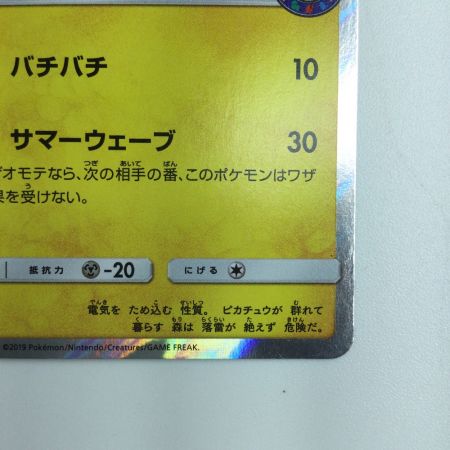 バチバチ 10
サマーウェーブ 30
オモテなら、次の相手の番、このポケモンはワザ
果を受けない。
抵抗力 -20 にげる
電気を ため込む 性質。 ピカチュウが 群れて
暮らす 森は 落雷が 絶えず 危険だ。
©2019 Pokémon/Nintendo/Creatures/GAME FREAK.